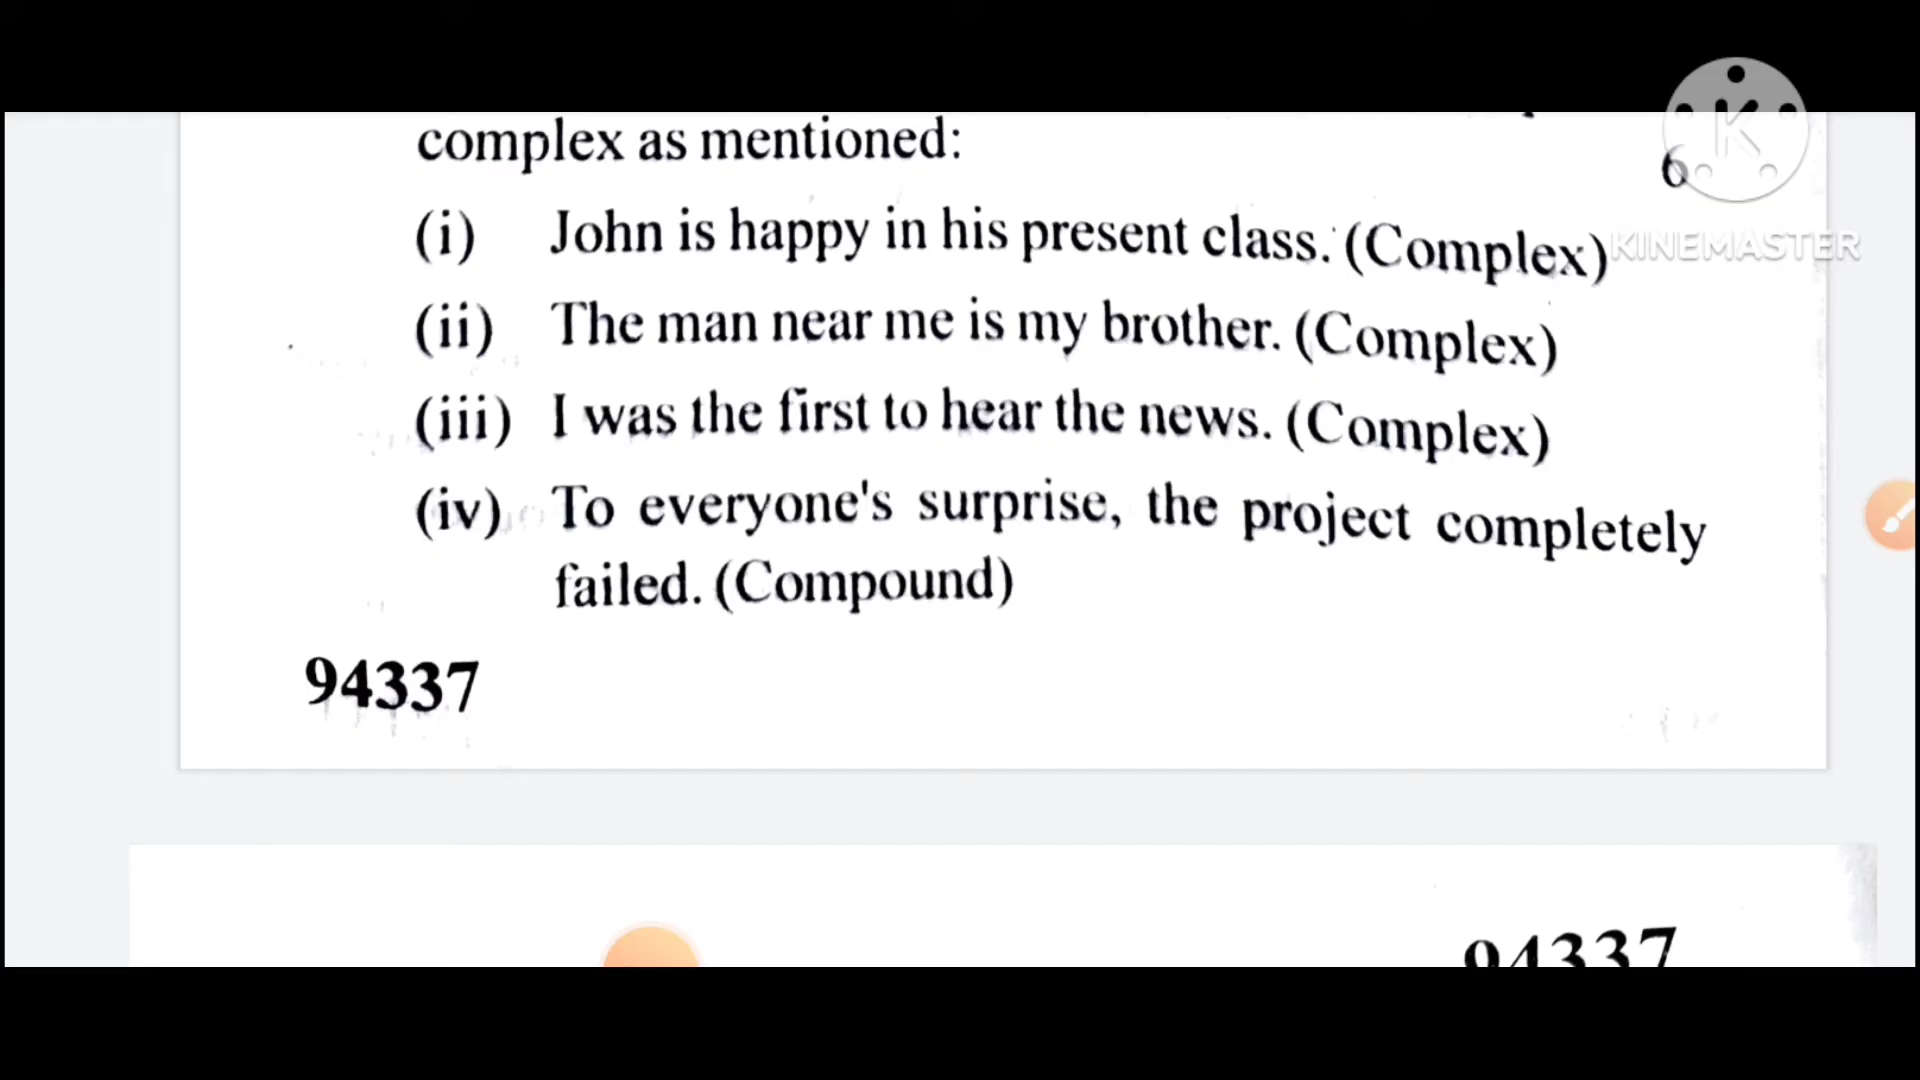 complex as mentioned:
6
K
KINEMASTER
(i) John is happy in his present class. (Complex)
(ii) The man near me is my brother. (Complex)
(iii) I was the first to hear the news. (Complex)
(iv) To everyone's surprise, the project completely
failed. (Compound)
94337
94337